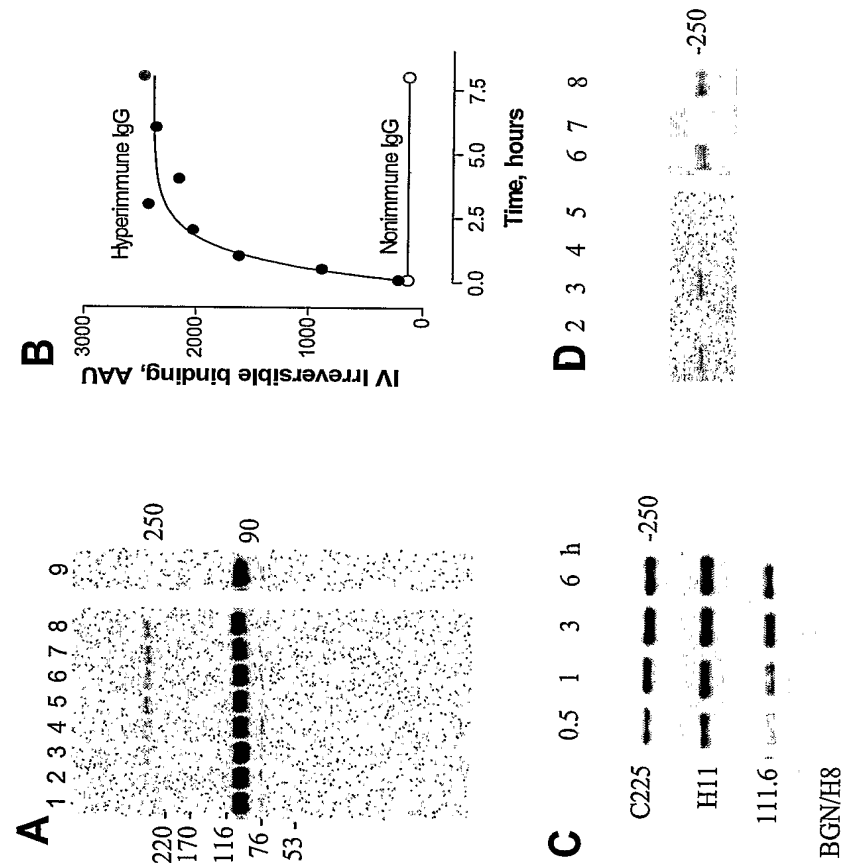 A
1 2 3 4 5 6 7 8 9
220-
170-
116-
76-
53-
250
90
B
IV Irreversible binding, AAU
3000
2000
1000
0
Hyperimmune IgG
Nonimmune IgG
0.0 2.5 5.0 7.5
Time, hours
C
0.5 1 3 6 h
C225
H11
111.6
BGN/H8
-250
D
2 3 4 5 6 7 8
-250